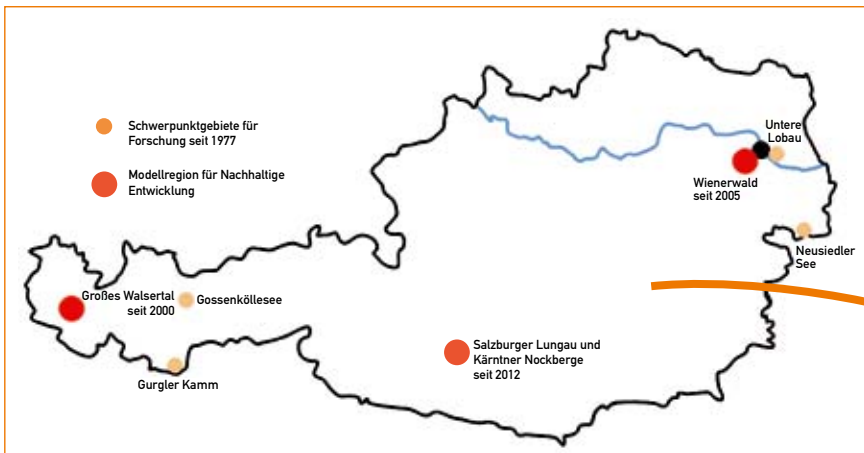 Schwerpunktgebiete für
Forschung seit 1977
Modellregion für Nachhaltige
Entwicklung
Untere
Lobau
Wienerwald
seit 2005
Neusiedler
See
Großes Walsertal
seit 2000
Gossenköllesee
Gurgler Kamm
Salzburger Lungau und
Kärntner Nockberge
seit 2012